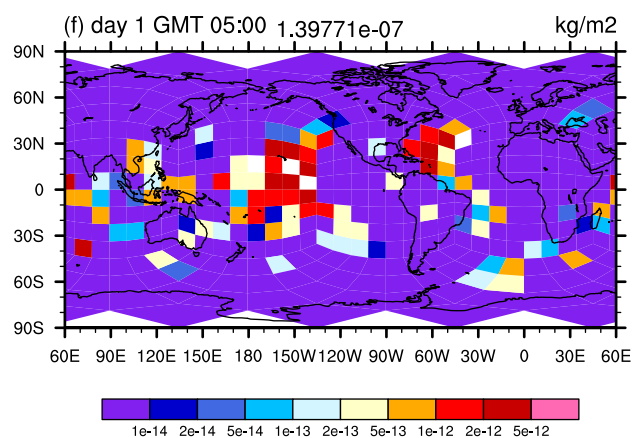 (f) day 1 GMT 05:00 1.39771e-07 kg/m2
90N
60N
30N
0
30S
60S
90S
60E 90E 120E 150E 180E 150W 120W 90W 60W 30W 0 30E 60E
1e-14 2e-14 5e-14 1e-13 2e-13 5e-13 1e-12 2e-12 5e-12